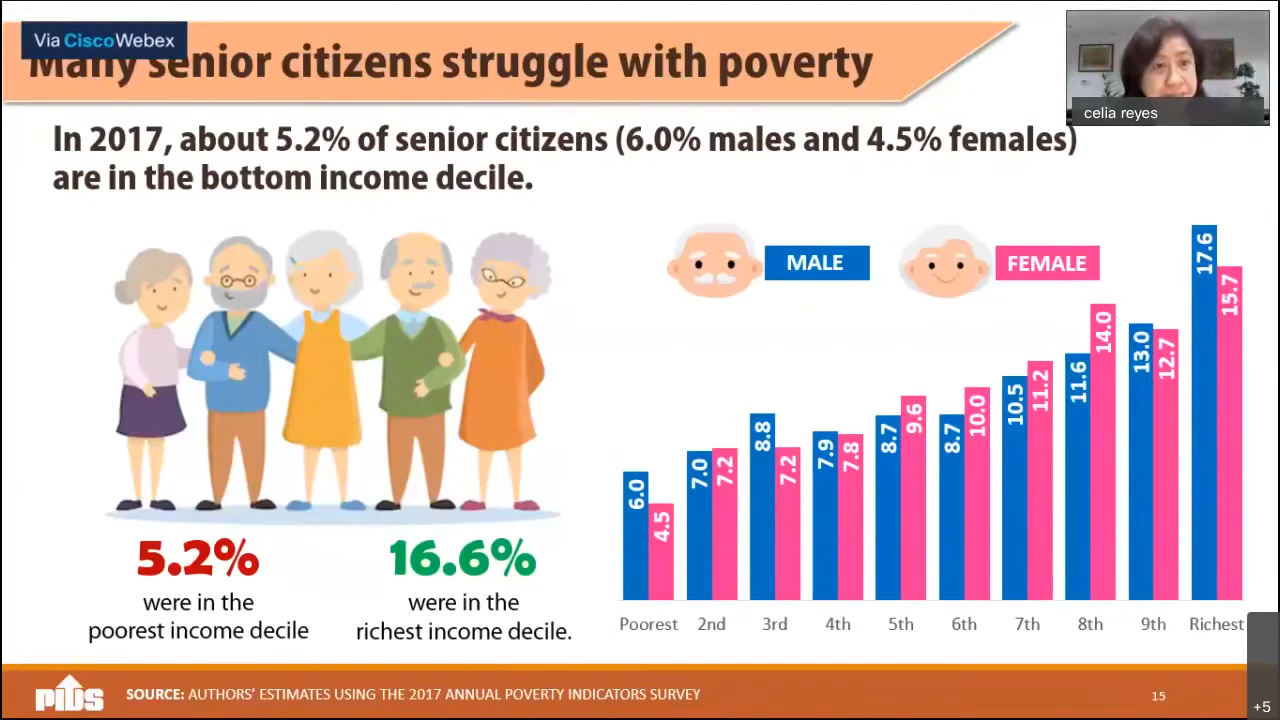 Via CiscoWebex
Many senior citizens struggle with poverty
celia reyes
In 2017, about 5.2% of senior citizens (6.0% males and 4.5% females)
are in the bottom income decile.
MALE
FEMALE
6.0
4.5
7.0
7.2
8.8
7.2
7.9
7.8
8.7
9.6
8.7
10.0
10.5
11.2
11.6
14.0
13.0
12.7
17.6
15.7
Poorest 2nd 3rd 4th 5th 6th 7th 8th 9th Richest
5.2%
were in the
poorest income decile
16.6%
were in the
richest income decile.
PIDS
SOURCE: AUTHORS' ESTIMATES USING THE 2017 ANNUAL POVERTY INDICATORS SURVEY
15
+5